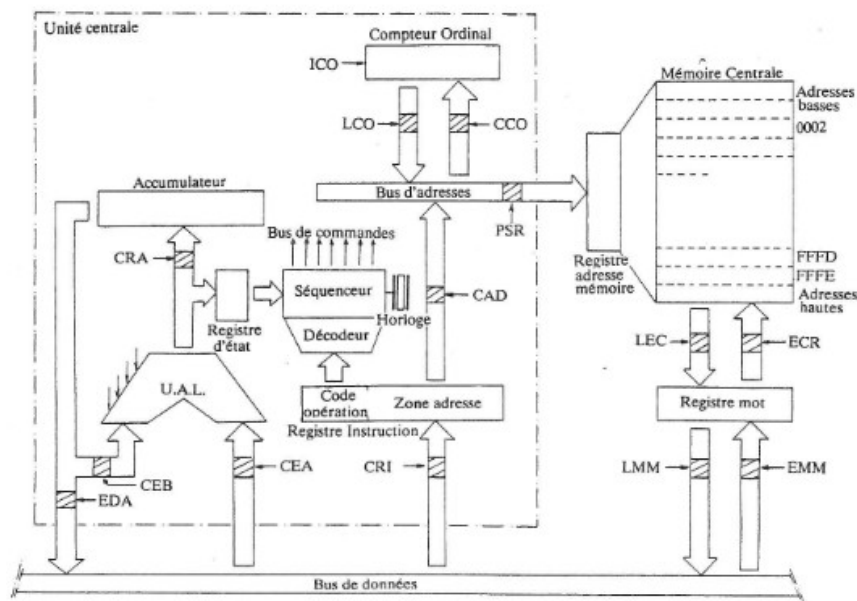 Unité centrale
Compteur Ordinal
ICO
LCO
CCO
Mémoire Centrale
Adresses
basses
0002
Accumulateur
Bus d'adresses
PSR
Bus de
commandes
CRA
Séquenceur
Horloge
Registre
d'état
Décodeur
CAD
Registre
adresse
mémoire
FFFD
FFFE
Adresses
hautes
LEC
ECR
U.A.L.
Code
opération
Zone adresse
Registre Instruction
Registre mot
CEB
EDA
CEA
CRI
LMM
EMM
Bus de données